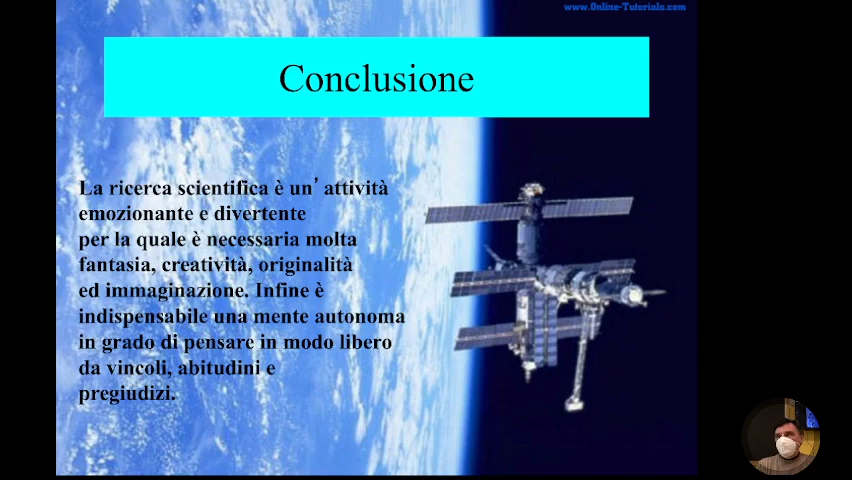 www.Online-Tutorials.com
Conclusione
La ricerca scientifica è un’ attività
emozionante e divertente
per la quale è necessaria molta
fantasia, creatività, originalità
ed immaginazione. Infine è
indispensabile una mente autonoma
in grado di pensare in modo libero
da vincoli, abitudini e
pregiudizi.